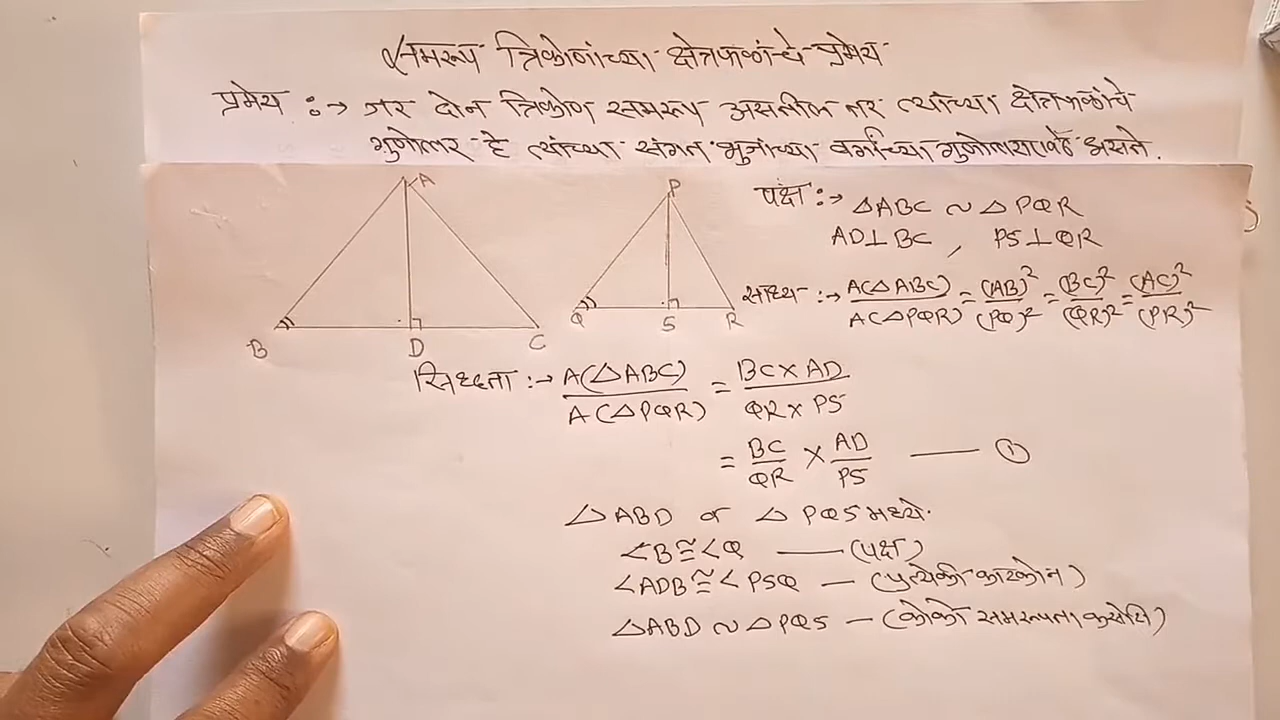 समरूप त्रिकोणांच्या क्षेत्रफळांचे प्रमेय
प्रमेय :→ जर दोन त्रिकोण समरूप असतील तर त्यांच्या क्षेत्रफळांचे
गुणोत्तर हे त्यांच्या संगत भुजांच्या वर्गांच्या गुणोत्तराएवढे असते.
A
B
D
C
P
Q
S
R
पक्ष :→ △ABC ~ △PQR
AD⊥BC , PS⊥QR
साध्य :→ A(△ABC)/A(△PQR) = (AB)²/(PQ)² = (BC)²/(QR)² = (AC)²/(PR)²
सिध्दता :→ A(△ABC)/A(△PQR) = BC×AD/QR×PS
= BC/QR × AD/PS —— ①
△ABD व △PQS मध्ये.
∠B≅∠Q —— (पक्ष)
∠ADB≅∠PSQ — (प्रत्येकी काटकोन)
△ABD ~ △PQS — (कोको समरूपता कसोटी)